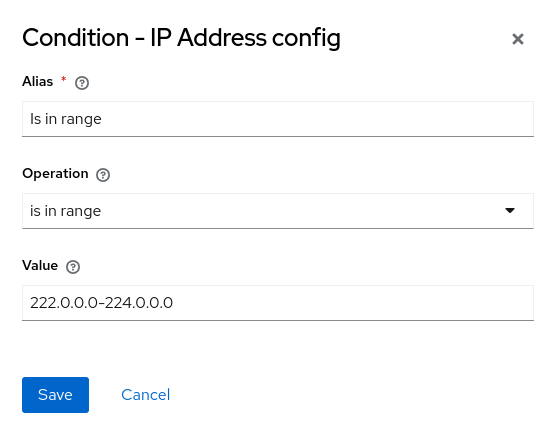 Condition - IP Address config
Alias *
Is in range
Operation
is in range
Value
222.0.0.0-224.0.0.0
Save Cancel